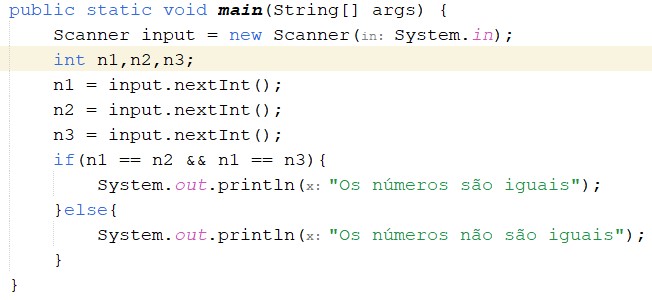 public static void main(String[] args) {
Scanner input = new Scanner(in: System.in);
int n1,n2,n3;
n1 = input.nextInt();
n2 = input.nextInt();
n3 = input.nextInt();
if(n1 == n2 && n1 == n3){
System.out.println(x: "Os números são iguais");
}else{
System.out.println(x: "Os números não são iguais");
}
}